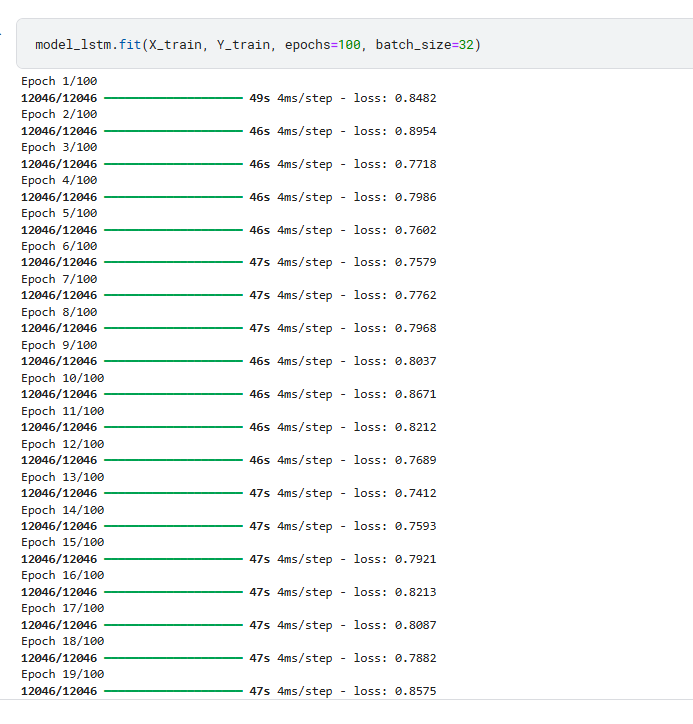 model_lstm.fit(X_train, Y_train, epochs=100, batch_size=32)
Epoch 1/100
12046/12046 49s 4ms/step - loss: 0.8482
Epoch 2/100
12046/12046 46s 4ms/step - loss: 0.8954
Epoch 3/100
12046/12046 46s 4ms/step - loss: 0.7718
Epoch 4/100
12046/12046 46s 4ms/step - loss: 0.7986
Epoch 5/100
12046/12046 46s 4ms/step - loss: 0.7602
Epoch 6/100
12046/12046 47s 4ms/step - loss: 0.7579
Epoch 7/100
12046/12046 47s 4ms/step - loss: 0.7762
Epoch 8/100
12046/12046 47s 4ms/step - loss: 0.7968
Epoch 9/100
12046/12046 46s 4ms/step - loss: 0.8037
Epoch 10/100
12046/12046 46s 4ms/step - loss: 0.8671
Epoch 11/100
12046/12046 46s 4ms/step - loss: 0.8212
Epoch 12/100
12046/12046 46s 4ms/step - loss: 0.7689
Epoch 13/100
12046/12046 47s 4ms/step - loss: 0.7412
Epoch 14/100
12046/12046 47s 4ms/step - loss: 0.7593
Epoch 15/100
12046/12046 47s 4ms/step - loss: 0.7921
Epoch 16/100
12046/12046 47s 4ms/step - loss: 0.8213
Epoch 17/100
12046/12046 47s 4ms/step - loss: 0.8087
Epoch 18/100
12046/12046 47s 4ms/step - loss: 0.7882
Epoch 19/100
12046/12046 47s 4ms/step - loss: 0.8575